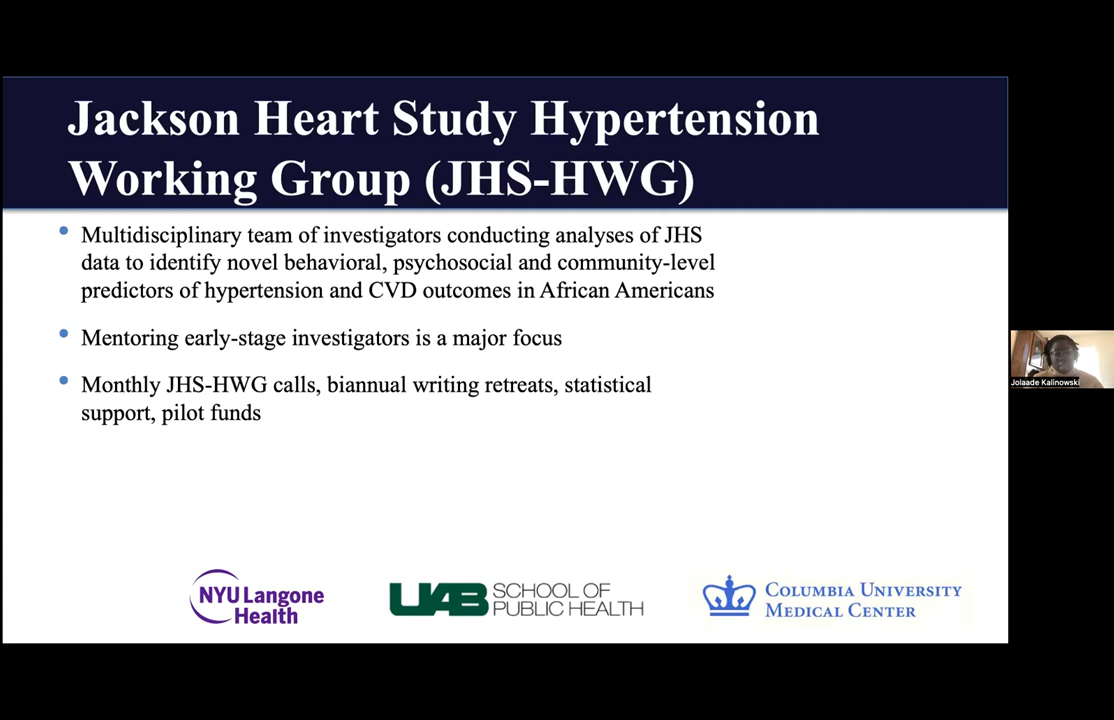 Jackson Heart Study Hypertension
Working Group (JHS-HWG)
• Multidisciplinary team of investigators conducting analyses of JHS
data to identify novel behavioral, psychosocial and community-level
predictors of hypertension and CVD outcomes in African Americans
• Mentoring early-stage investigators is a major focus
• Monthly JHS-HWG calls, biannual writing retreats, statistical
support, pilot funds
Jolaade Kalinowski
NYU Langone
Health
UAB SCHOOL OF
PUBLIC HEALTH
COLUMBIA UNIVERSITY
MEDICAL CENTER